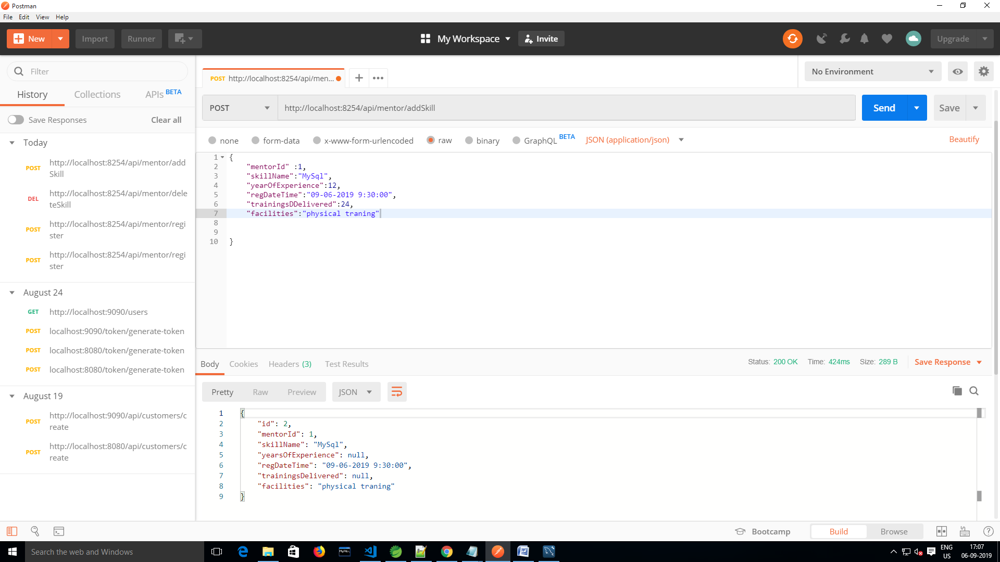 Postman
File Edit View Help
New Import Runner My Workspace Invite Upgrade
Filter
History Collections APIs BETA
Save Responses Clear all
Today
POST http://localhost:8254/api/mentor/add
Skill
DEL http://localhost:8254/api/mentor/dele
teSkill
POST http://localhost:8254/api/mentor/regi
ster
POST http://localhost:8254/api/mentor/regi
ster
August 24
GET http://localhost:9090/users
POST localhost:9090/token/generate-token
POST localhost:8080/token/generate-token
POST localhost:8080/token/generate-token
August 19
POST http://localhost:9090/api/customers/c
reate
POST http://localhost:8080/api/customers/c
reate
POST http://localhost:8254/api/men...
No Environment
POST http://localhost:8254/api/mentor/addSkill Send Save
none form-data x-www-form-urlencoded raw binary GraphQL BETA JSON (application/json) Beautify
1 {
2 "mentorId" :1,
3 "skillName":"MySql",
4 "yearOfExperience":12,
5 "regDateTime":"09-06-2019 9:30:00",
6 "trainingsDDelivered":24,
7 "facilities":"physical traning"
8
9
10 }
Body Cookies Headers (3) Test Results Status: 200 OK Time: 424ms Size: 289 B Save Response
Pretty Raw Preview JSON
1 {
2 "id": 2,
3 "mentorId": 1,
4 "skillName": "MySql",
5 "yearsOfExperience": null,
6 "regDateTime": "09-06-2019 9:30:00",
7 "trainingsDelivered": null,
8 "facilities": "physical traning"
9 }
Bootcamp Build Browse
Search the web and Windows
ENG
US
17:07
06-09-2019